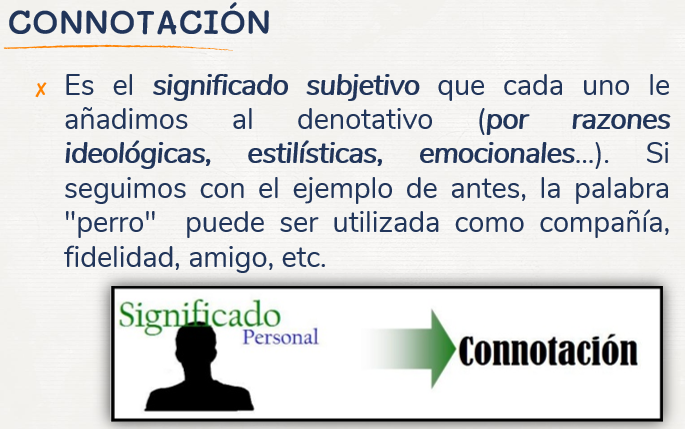 CONNOTACIÓN
x Es el significado subjetivo que cada uno le
añadimos al denotativo (por razones
ideológicas, estilísticas, emocionales...). Si
seguimos con el ejemplo de antes, la palabra
"perro" puede ser utilizada como compañía,
fidelidad, amigo, etc.
Significado
Personal
Connotación